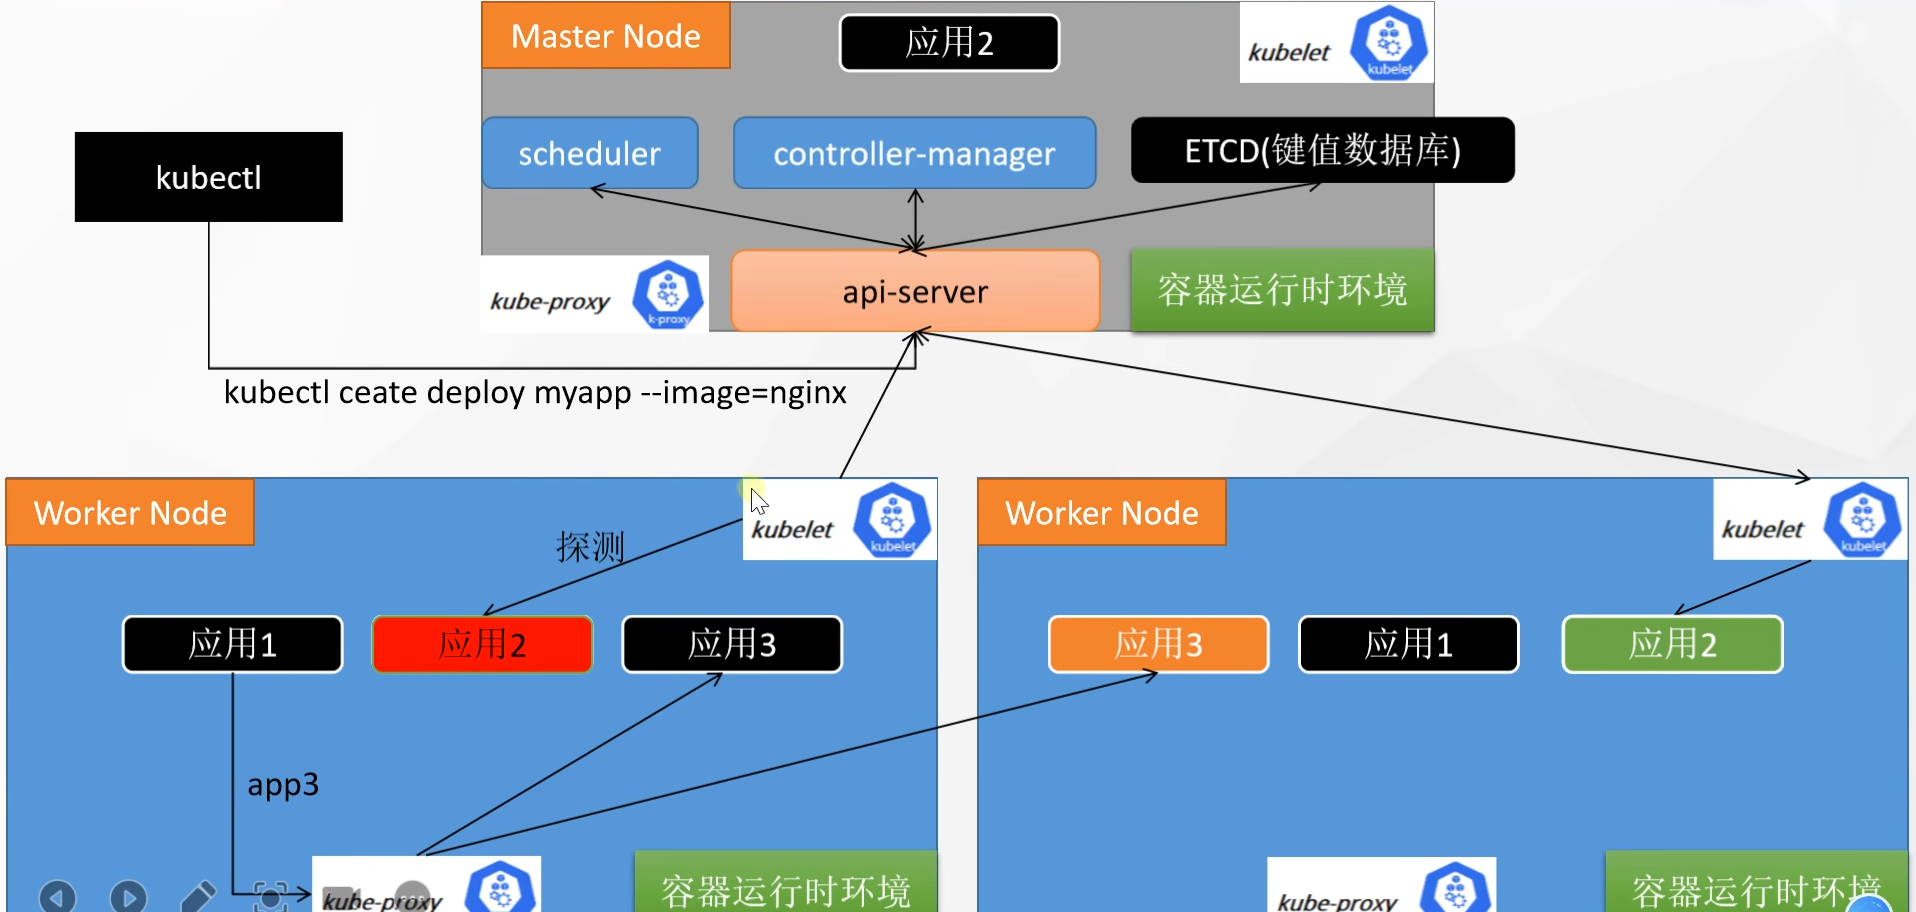 Master Node
应用2
kubelet
kubelet
kubectl
scheduler
controller-manager
ETCD(键值数据库)
kube-proxy
k-proxy
api-server
容器运行时环境
kubectl ceate deploy myapp --image=nginx
Worker Node
kubelet
kubelet
探测
应用1
应用2
应用3
app3
kube-proxy
容器运行时环境
Worker Node
kubelet
kubelet
应用3
应用1
应用2
kube-proxy
容器运行时环境